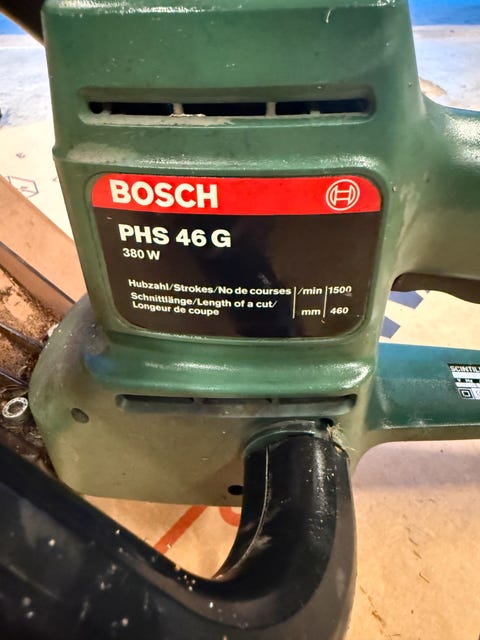 BOSCH
PHS 46 G
380 W
Hubzahl/Strokes/No de courses /min 1500
Schnittlänge/Length of a cut/
Longeur de coupe mm 460